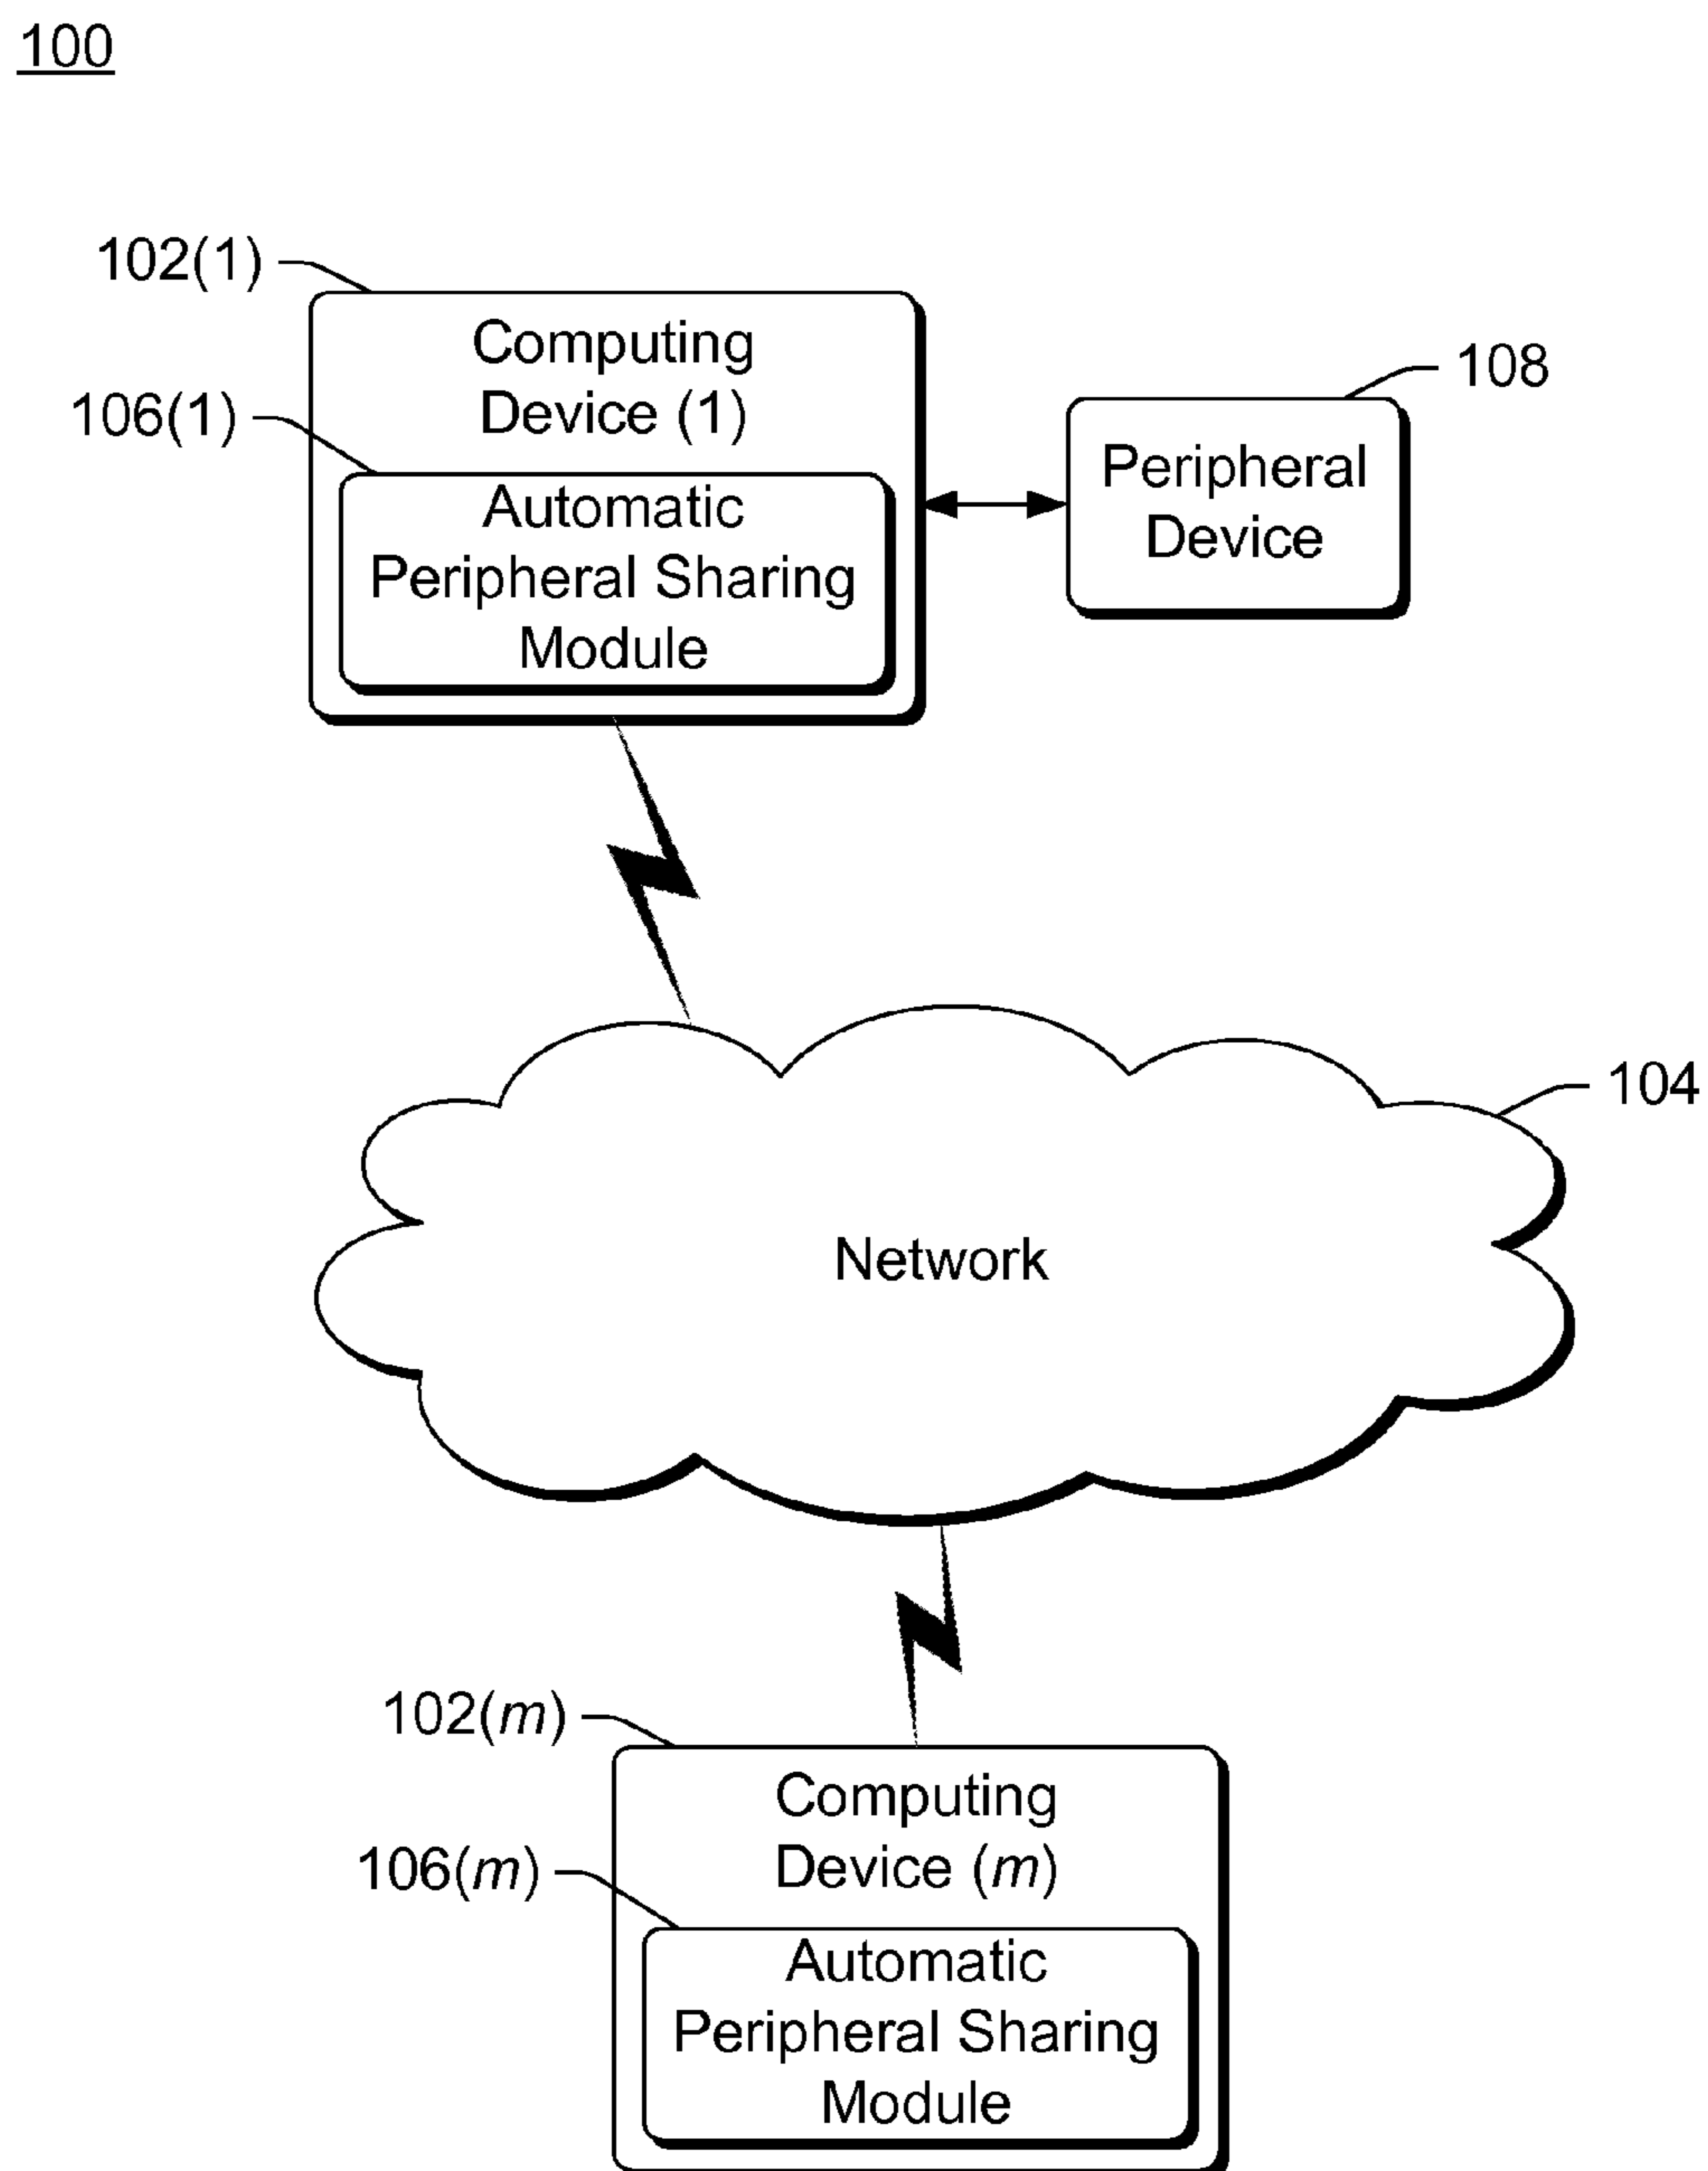 100
102(1)
Computing
Device (1)
106(1)
Automatic
Peripheral Sharing
Module
108
Peripheral
Device
104
Network
102(m)
Computing
Device (m)
106(m)
Automatic
Peripheral Sharing
Module